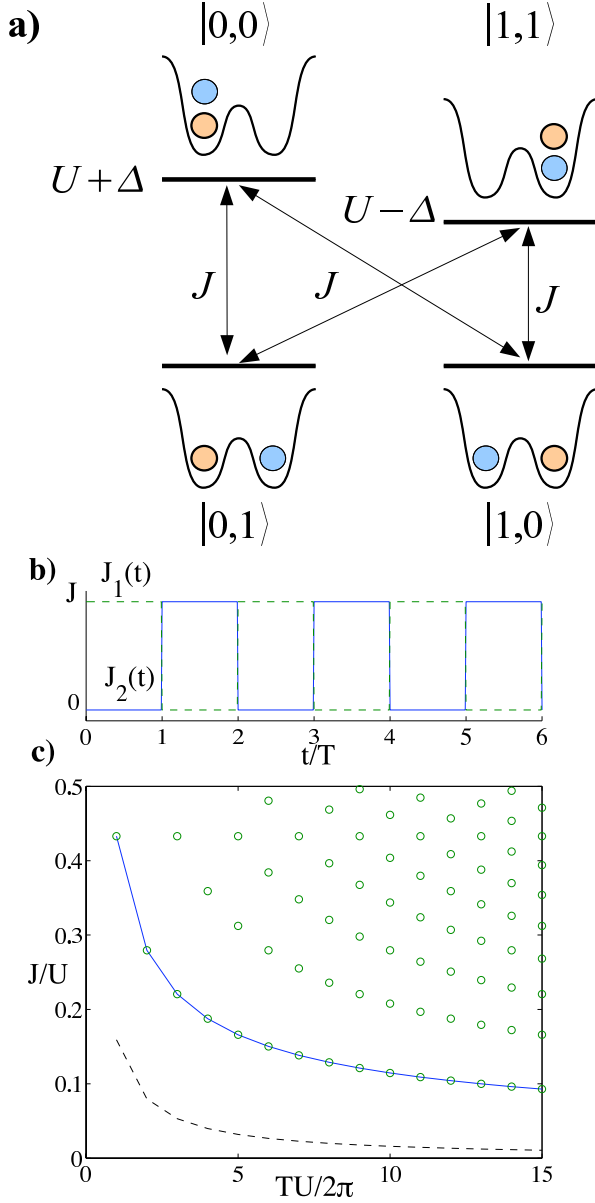 a)
|0,0⟩ |1,1⟩
U+Δ
U−Δ
J J J
|0,1⟩ |1,0⟩
b)
J J₁(t)
J₂(t)
0
0 1 2 3 4 5 6
t/T
c)
0.5
0.4
0.3
J/U
0.2
0.1
0
0 5 10 15
TU/2π